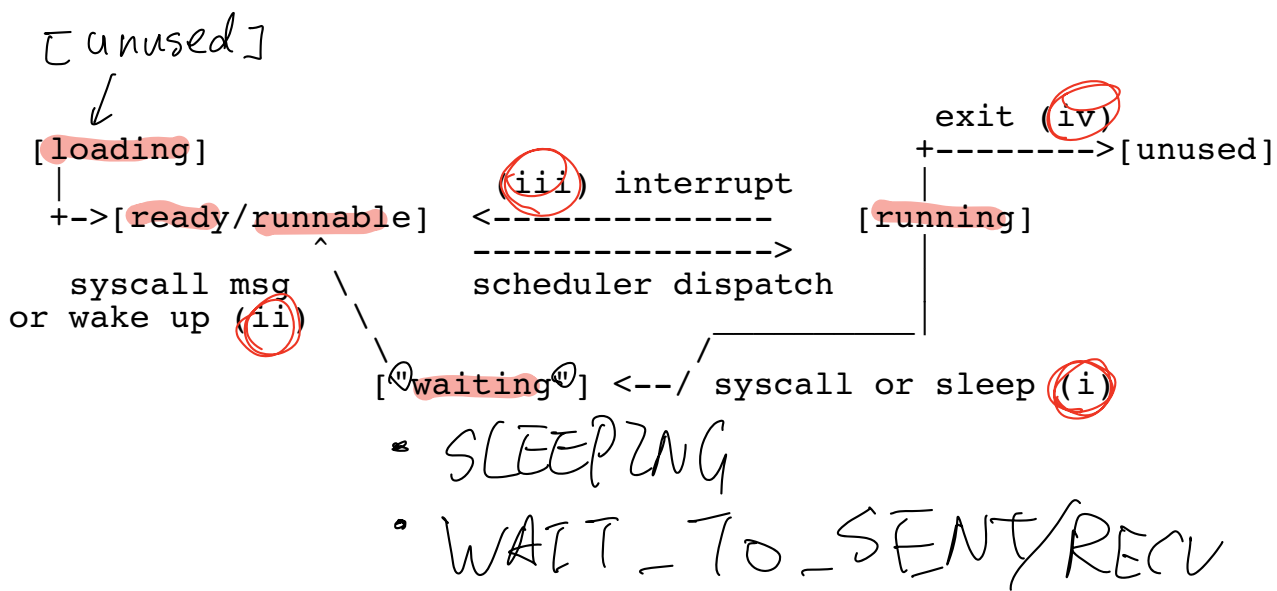 [unused]
exit (iv)
[loading]
+-------->[unused]
(iii) interrupt
+->[ready/runnable] <-------------- [running]
--------------->
syscall msg
scheduler dispatch
or wake up (ii)
["waiting"] <--/ syscall or sleep (i)
• SLEEPING
• WAIT_TO_SENT/RECV